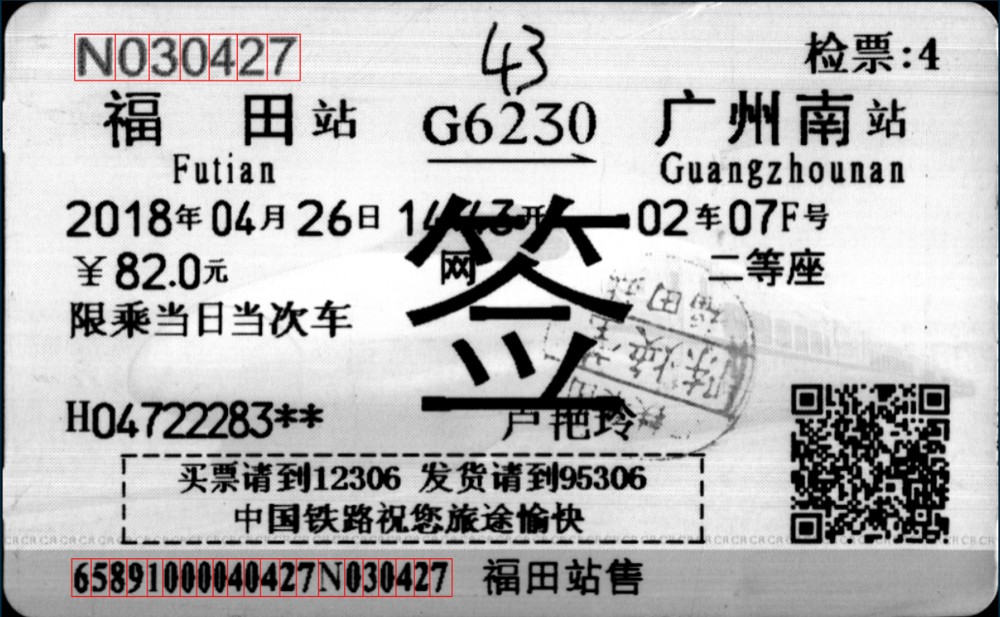 N030427
43
检票:4
福田站 G6230 广州南站
Futian Guangzhounan
2018年04月26日 14:43开 02车07F号
¥82.0元 网 二等座
签
限乘当日当次车
H04722283** 卢艳玲
买票请到12306 发货请到95306
中国铁路祝您旅途愉快
65891000040427N030427 福田站售